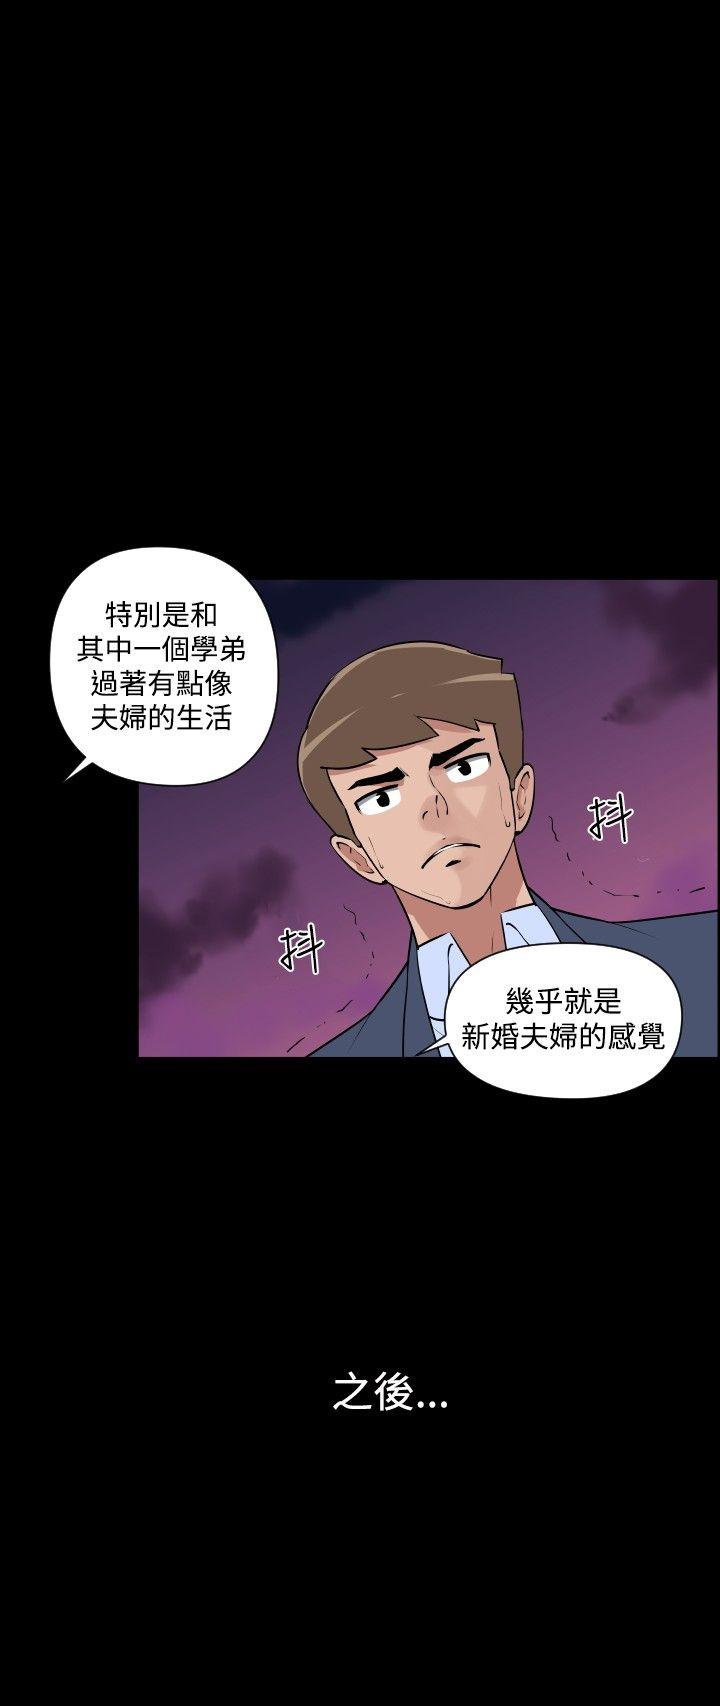 特別是和
其中一個學弟
過著有點像
夫婦的生活
抖
抖
幾乎就是
新婚夫婦的感覺
之後...